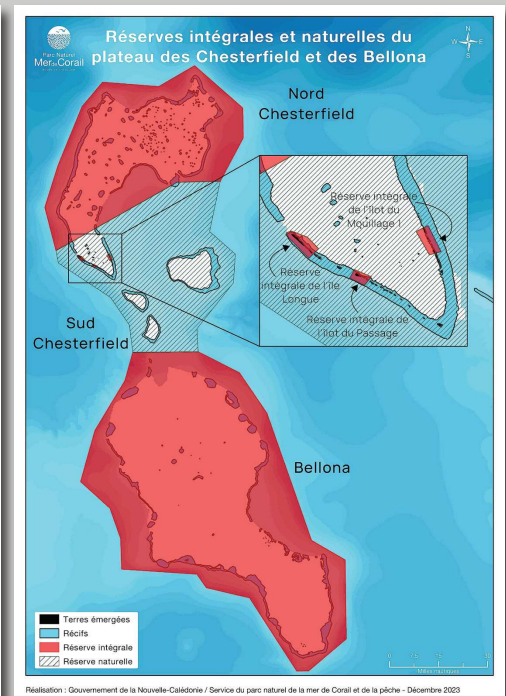 Parc Naturel
Mer de Corail
Réserves intégrales et naturelles du
plateau des Chesterfield et des Bellona
N
W
E
S
Nord
Chesterfield
Réserve intégrale
de l'îlot du
Mouillage 1
Réserve
intégrale de l'île
Longue
Réserve intégrale de
l'îlot du Passage
Sud
Chesterfield
Bellona
Terres émergées
Récifs
Réserve intégrale
Réserve naturelle
Milles nautiques
Réalisation : Gouvernement de la Nouvelle-Calédonie / Service du parc naturel de la mer de Corail et de la pêche - Décembre 2023